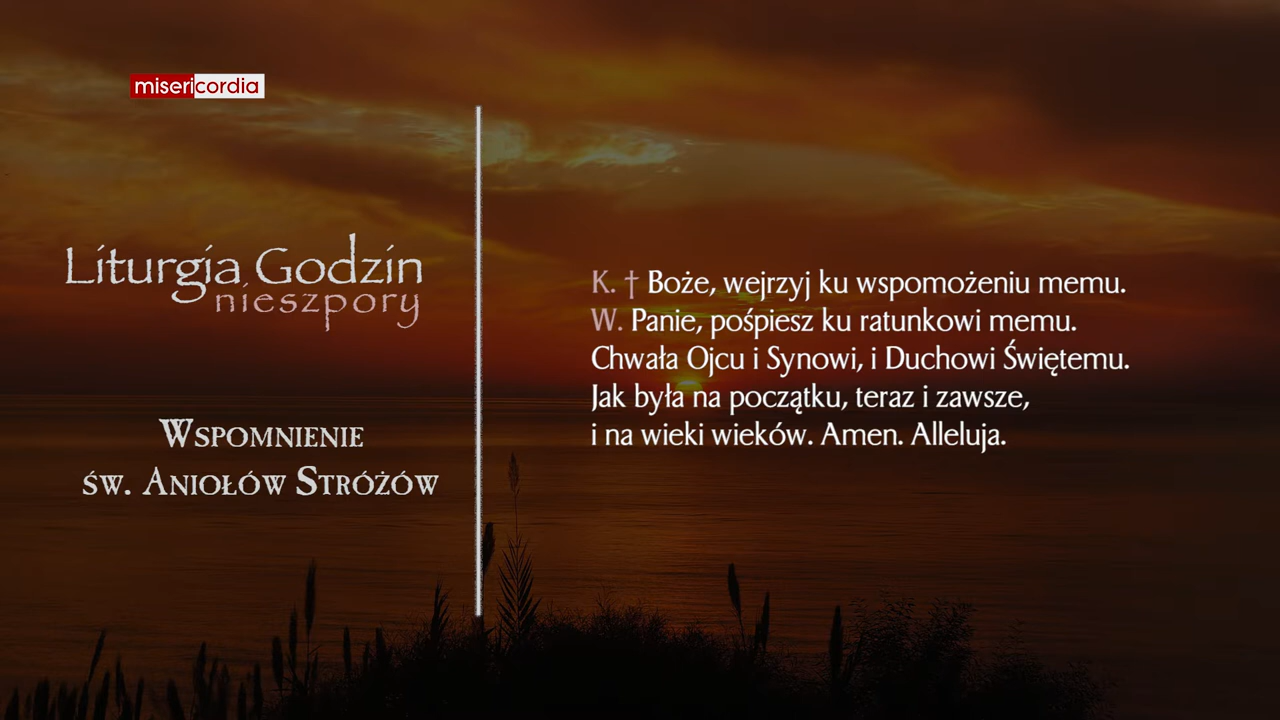 misericordia
Liturgia Godzin
nieszpory
Wspomnienie
św. Aniołów Stróżów
K. † Boże, wejrzyj ku wspomożeniu memu.
W. Panie, pośpiesz ku ratunkowi memu.
Chwała Ojcu i Synowi, i Duchowi Świętemu.
Jak była na początku, teraz i zawsze,
i na wieki wieków. Amen. Alleluja.